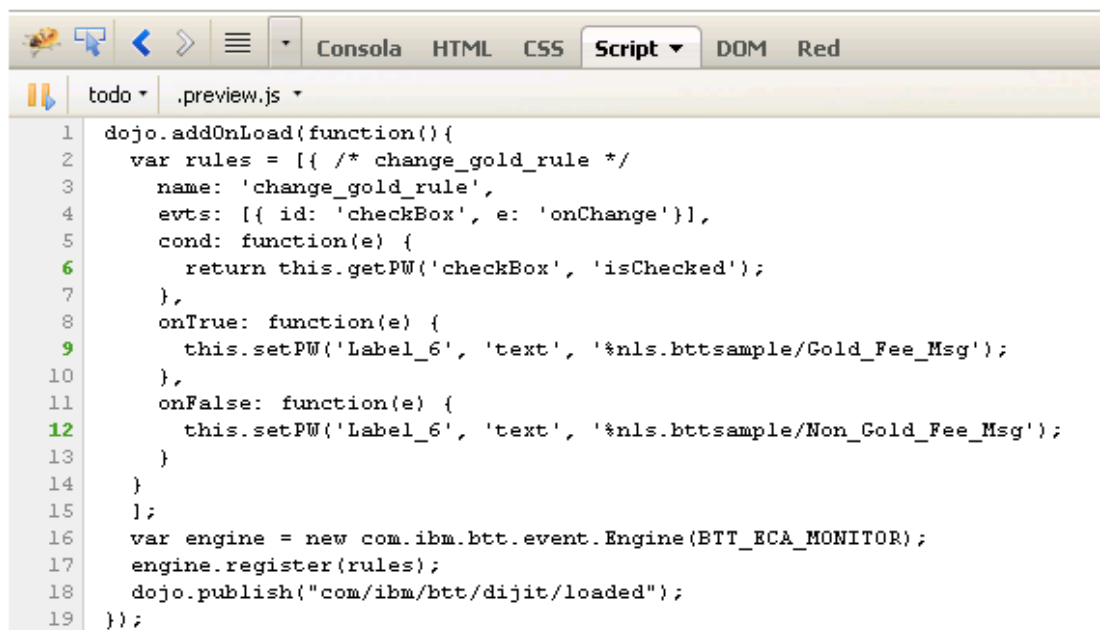 Consola HTML CSS Script DOM Red
todo .preview.js
1 dojo.addOnLoad(function(){
2   var rules = [{ /* change_gold_rule */
3     name: 'change_gold_rule',
4     evts: [{ id: 'checkBox', e: 'onChange'}],
5     cond: function(e) {
6       return this.getPW('checkBox', 'isChecked');
7     },
8     onTrue: function(e) {
9       this.setPW('Label_6', 'text', '%nls.bttsample/Gold_Fee_Msg');
10     },
11     onFalse: function(e) {
12       this.setPW('Label_6', 'text', '%nls.bttsample/Non_Gold_Fee_Msg');
13     }
14   }
15   ];
16   var engine = new com.ibm.btt.event.Engine(BTT_ECA_MONITOR);
17   engine.register(rules);
18   dojo.publish("com/ibm/btt/dijit/loaded");
19 });